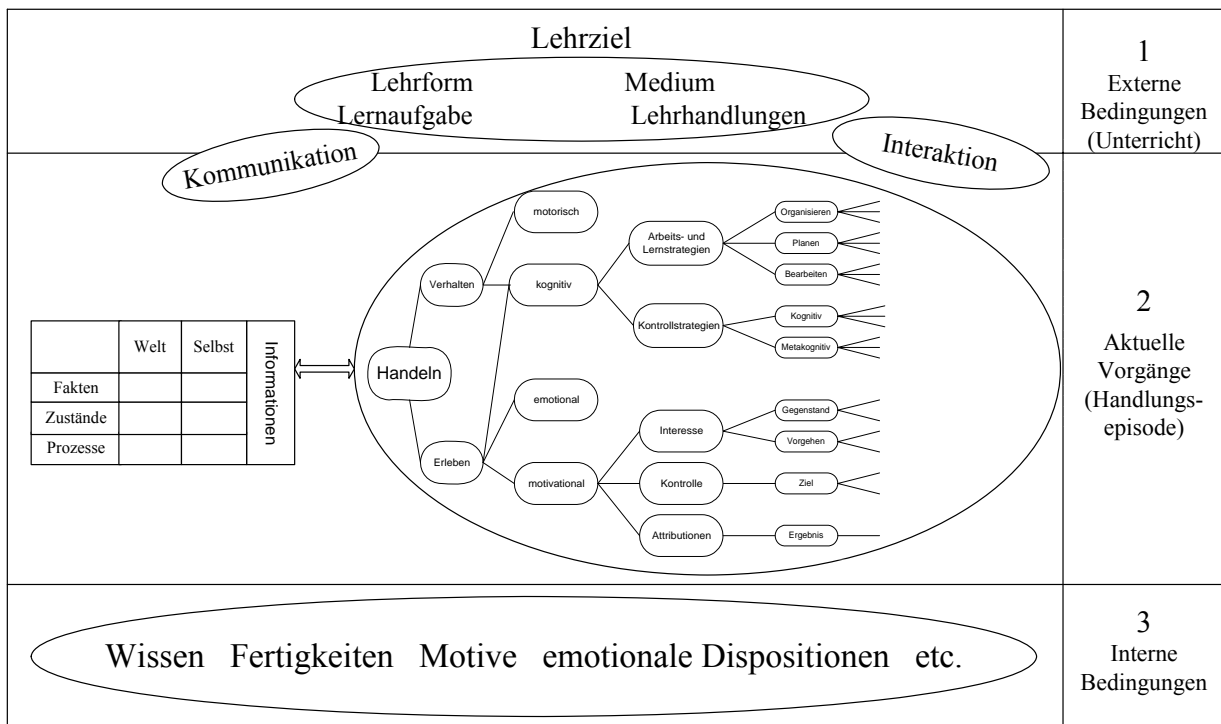 Lehrziel
Lehrform Medium
Lernaufgabe Lehrhandlungen
Kommunikation
Interaktion
1
Externe
Bedingungen
(Unterricht)
motorisch
Verhalten
kognitiv
Arbeits- und
Lernstrategien
Organisieren
Planen
Bearbeiten
Kontrollstrategien
Kognitiv
Metakognitiv
Handeln
emotional
Erleben
motivational
Interesse
Gegenstand
Vorgehen
Kontrolle
Ziel
Attributionen
Ergebnis
Welt Selbst
Informationen
Fakten
Zustände
Prozesse
2
Aktuelle
Vorgänge
(Handlungs-
episode)
Wissen Fertigkeiten Motive emotionale Dispositionen etc.
3
Interne
Bedingungen